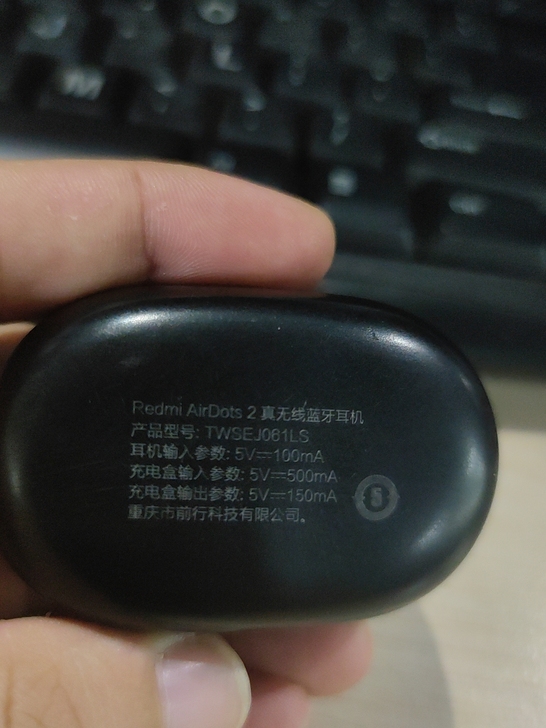 Redmi AirDots 2 真无线蓝牙耳机
产品型号: TWSEJ061LS
耳机输入参数: 5V⎓100mA
充电盒输入参数: 5V⎓500mA
充电盒输出参数: 5V⎓150mA
重庆市前行科技有限公司。